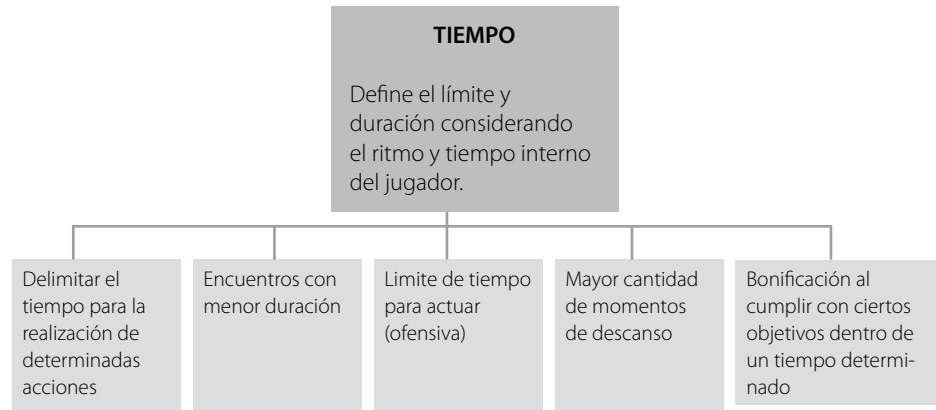 TIEMPO
Define el límite y
duración considerando
el ritmo y tiempo interno
del jugador.
Delimitar el
tiempo para la
realización de
determinadas
acciones
Encuentros con
menor duración
Limite de tiempo
para actuar
(ofensiva)
Mayor cantidad
de momentos
de descanso
Bonificación al
cumplir con ciertos
objetivos dentro de
un tiempo determi-
nado